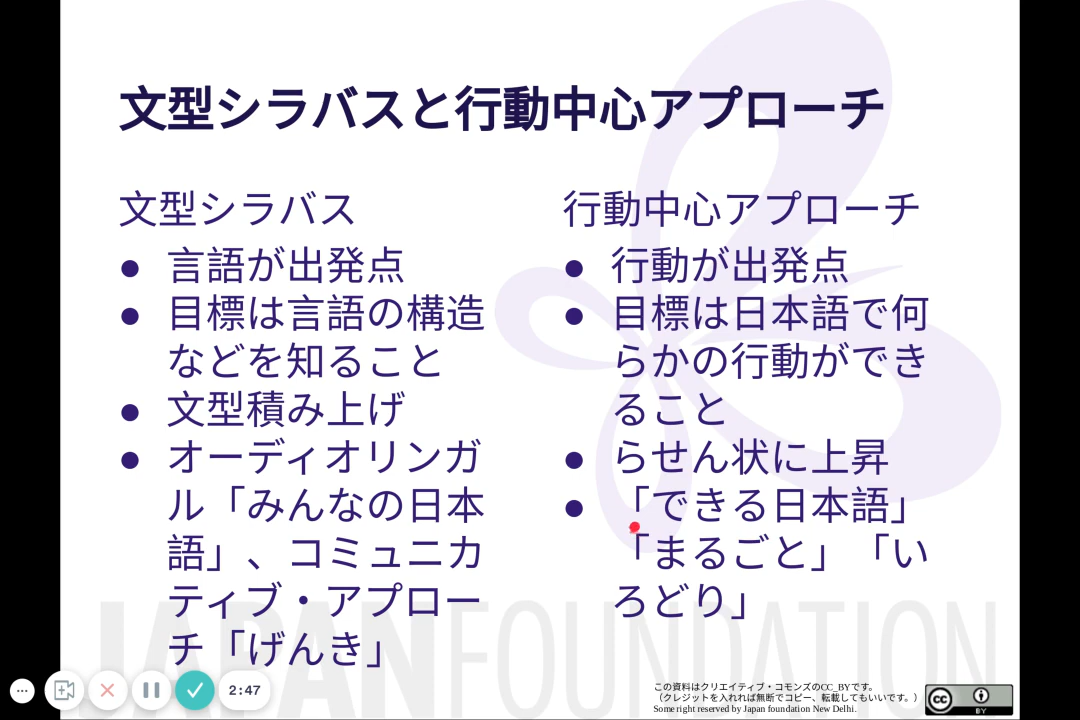 文型シラバスと行動中心アプローチ
文型シラバス
● 言語が出発点
● 目標は言語の構造
などを知ること
● 文型積み上げ
● オーディオリンガ
ル「みんなの日本
語」、コミュニカ
ティブ・アプロー
チ「げんき」
行動中心アプローチ
● 行動が出発点
● 目標は日本語で何
らかの行動ができ
ること
● らせん状に上昇
● 「できる日本語」
「まるごと」「い
ろどり」
JAPAN FOUNDATION
2:47
この資料はクリエイティブ・コモンズのCC_BYです。
（クレジットを入れれば無断でコピー、転載してもいいです。）
Some right reserved by Japan foundation New Delhi.
cc
BY